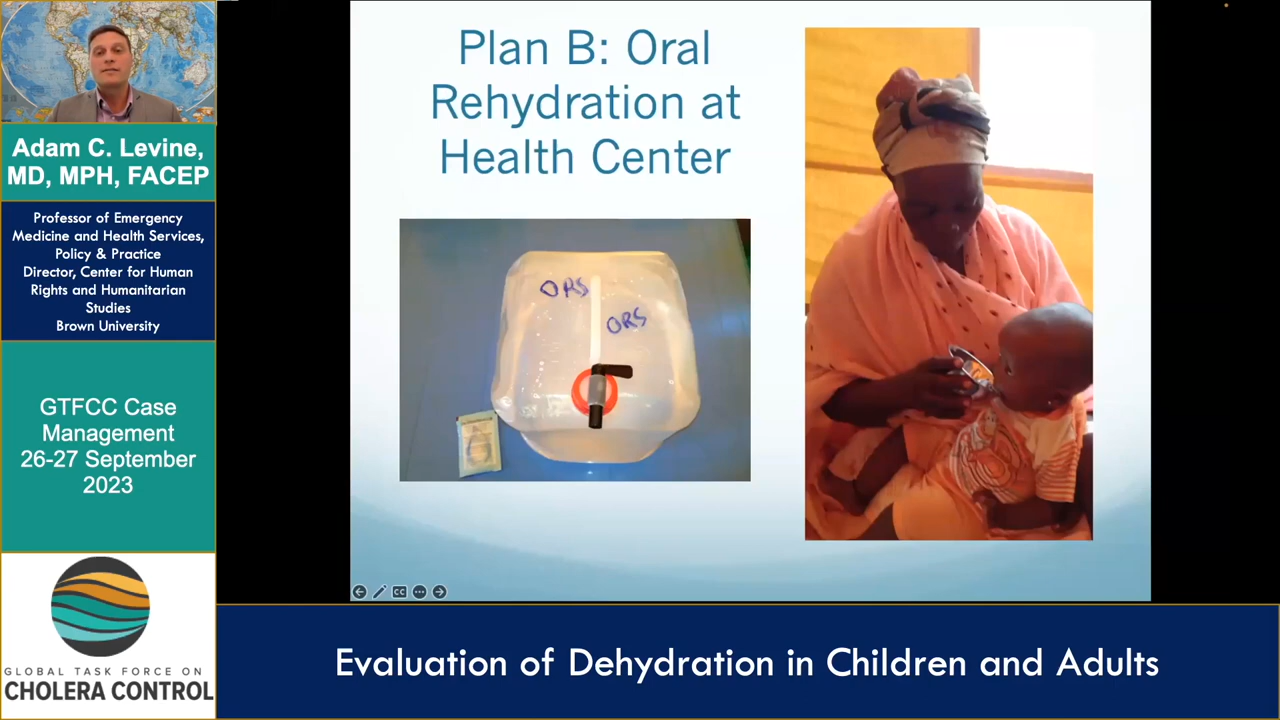 Adam C. Levine,
MD, MPH, FACEP
Professor of Emergency
Medicine and Health Services,
Policy & Practice
Director, Center for Human
Rights and Humanitarian
Studies
Brown University
GTFCC Case
Management
26-27 September
2023
GLOBAL TASK FORCE ON
CHOLERA CONTROL
Plan B: Oral
Rehydration at
Health Center
ORS
ORS
CC
Evaluation of Dehydration in Children and Adults